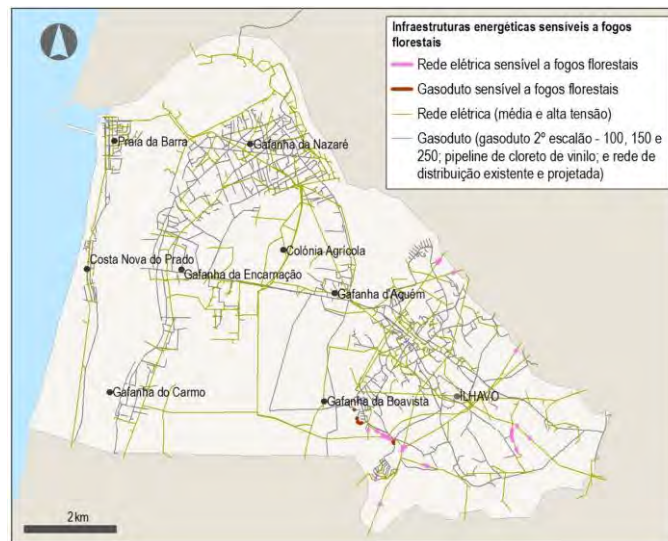 Infraestruturas energéticas sensíveis a fogos
florestais
Rede elétrica sensível a fogos florestais
Gasoduto sensível a fogos florestais
Rede elétrica (média e alta tensão)
Gasoduto (gasoduto 2º escalão - 100, 150 e
250; pipeline de cloreto de vinilo; e rede de
distribuição existente e projetada)
Praia da Barra
Gafanha da Nazaré
Colónia Agrícola
Costa Nova do Prado
Gafanha da Encarnação
Gafanha d'Aquém
Gafanha do Carmo
Gafanha da Boavista
ÍLHAVO
2 km